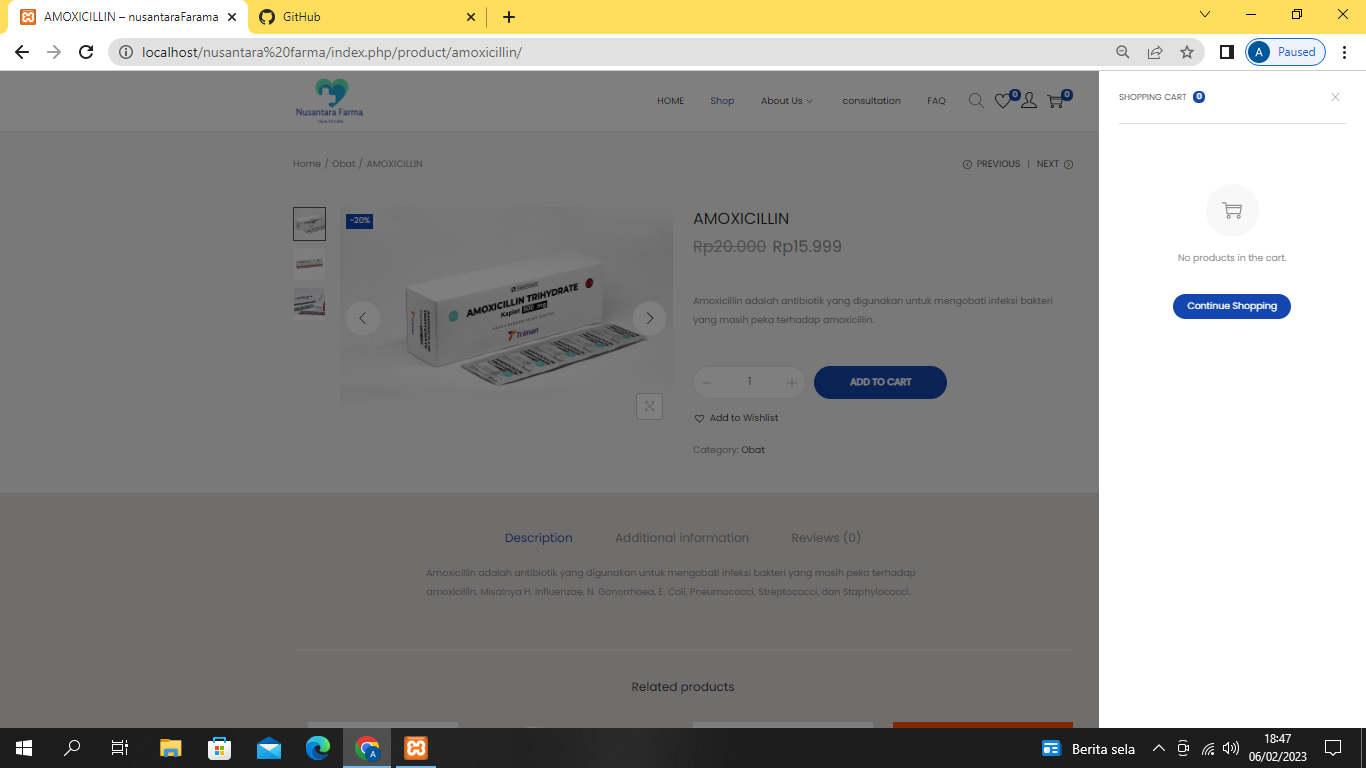 AMOXICILLIN – nusantaraFarama
GitHub
localhost/nusantara%20farma/index.php/product/amoxicillin/
A Paused
Nusantara Farma
HOME Shop About Us consultation FAQ 0 0
SHOPPING CART 0
Home / Obat / AMOXICILLIN
PREVIOUS | NEXT
-20%
AMOXICILLIN TRIHYDRATE
Kaplet 500 mg
Triman
AMOXICILLIN
Rp20.000 Rp15.999
Amoxicillin adalah antibiotik yang digunakan untuk mengobati infeksi bakteri
yang masih peka terhadap amoxicillin.
1 ADD TO CART
Add to Wishlist
Category: Obat
No products in the cart.
Continue Shopping
Description Additional information Reviews (0)
Amoxicillin adalah antibiotik yang digunakan untuk mengobati infeksi bakteri yang masih peka terhadap
amoxicillin. Misalnya H. influenzae, N. Gonorrhoea, E. Coli, Pneumococci, Streptococci, dan Staphylococci.
Related products
A
Berita sela
18:47
06/02/2023